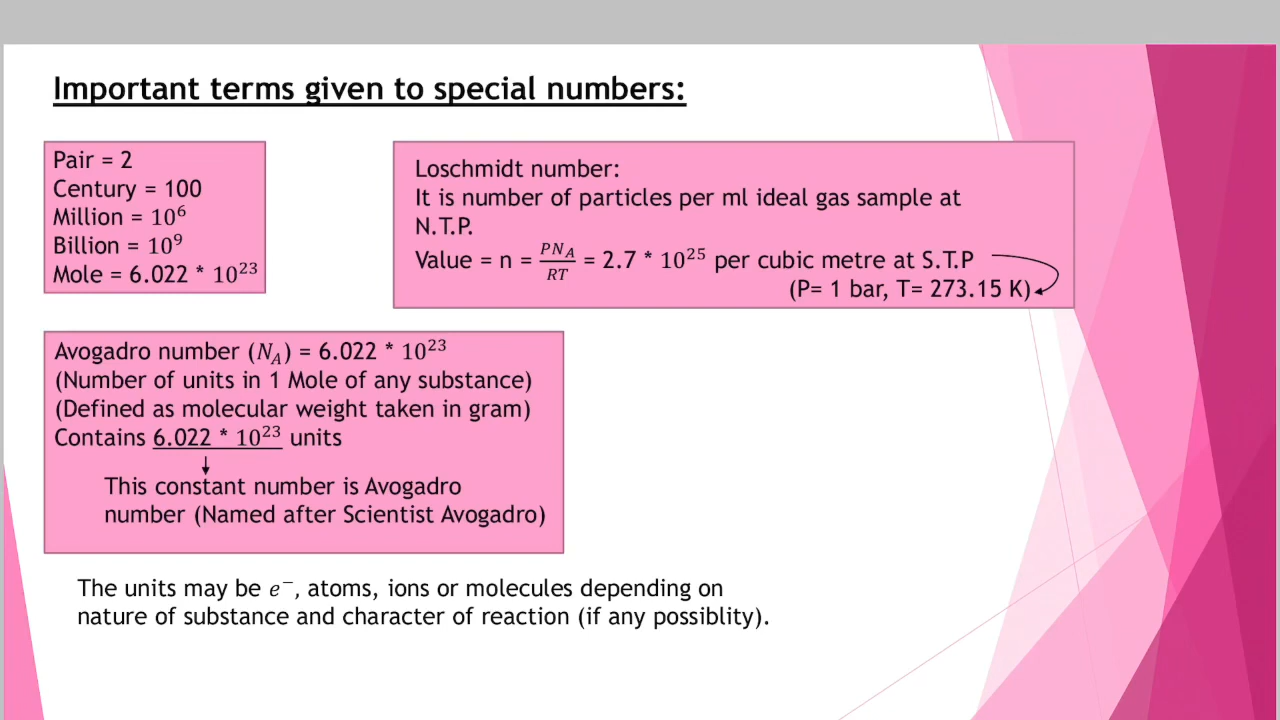 Important terms given to special numbers:
Pair = 2
Century = 100
Million = 10⁶
Billion = 10⁹
Mole = 6.022 * 10²³
Loschmidt number:
It is number of particles per ml ideal gas sample at
N.T.P.
Value = n = PN_A/RT = 2.7 * 10²⁵ per cubic metre at S.T.P
(P= 1 bar, T= 273.15 K)
Avogadro number (N_A) = 6.022 * 10²³
(Number of units in 1 Mole of any substance)
(Defined as molecular weight taken in gram)
Contains 6.022 * 10²³ units
This constant number is Avogadro
number (Named after Scientist Avogadro)
The units may be e⁻, atoms, ions or molecules depending on
nature of substance and character of reaction (if any possiblity).